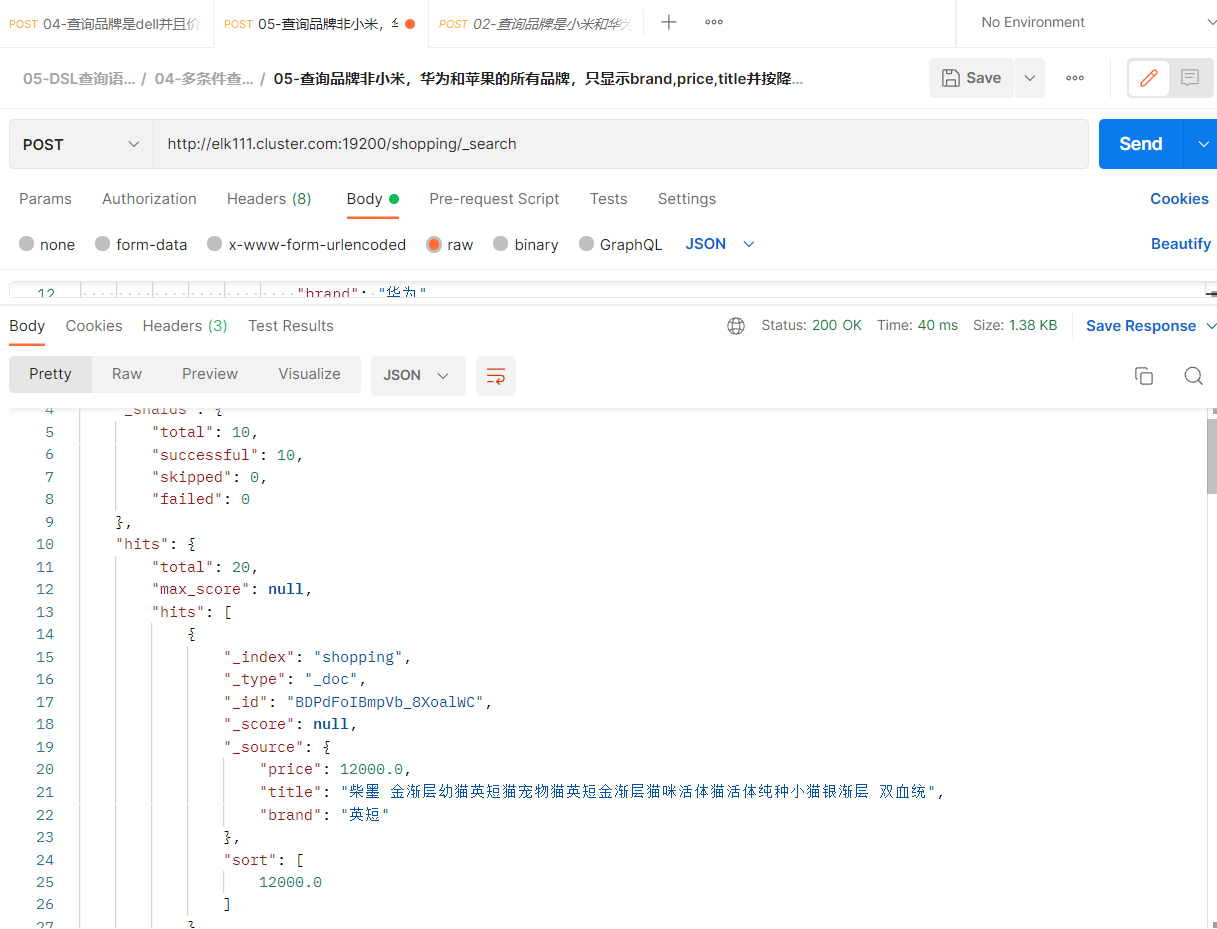 POST 04-查询品牌是dell并且价 POST 05-查询品牌非小米, POST 02-查询品牌是小米和华为 + ooo No Environment
05-DSL查询语... / 04-多条件查... / 05-查询品牌非小米，华为和苹果的所有品牌，只显示brand,price,title并按降... Save ooo
POST http://elk111.cluster.com:19200/shopping/_search Send
Params Authorization Headers (8) Body Pre-request Script Tests Settings Cookies
none form-data x-www-form-urlencoded raw binary GraphQL JSON Beautify
12 "brand": "华为"
Body Cookies Headers (3) Test Results Status: 200 OK Time: 40 ms Size: 1.38 KB Save Response
Pretty Raw Preview Visualize JSON
4 "_shards": {
5 "total": 10,
6 "successful": 10,
7 "skipped": 0,
8 "failed": 0
9 },
10 "hits": {
11 "total": 20,
12 "max_score": null,
13 "hits": [
14 {
15 "_index": "shopping",
16 "_type": "_doc",
17 "_id": "BDPdFoIBmpVb_8XoalWC",
18 "_score": null,
19 "_source": {
20 "price": 12000.0,
21 "title": "柴墨 金渐层幼猫英短猫宠物猫英短金渐层猫咪活体猫活体纯种小猫银渐层 双血统",
22 "brand": "英短"
23 },
24 "sort": [
25 12000.0
26 ]
27 }